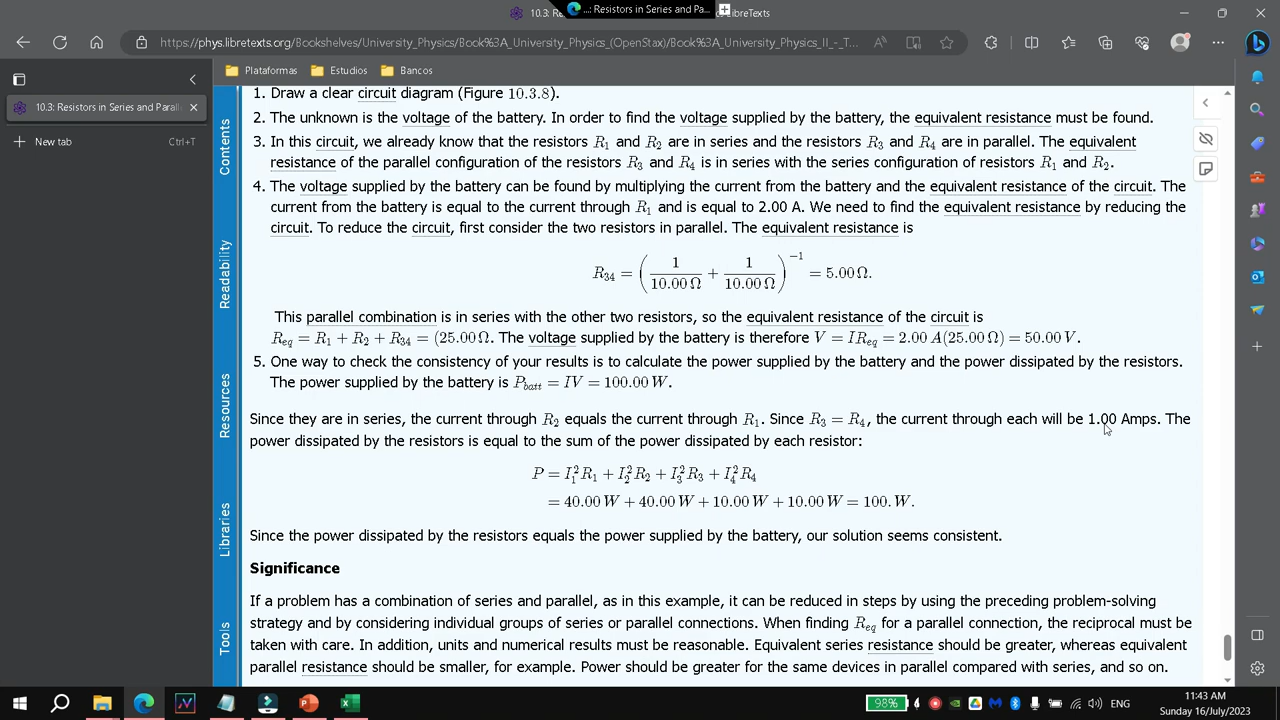 10.3: Re
...: Resistors in Series and Pa...
LibreTexts
https://phys.libretexts.org/Bookshelves/University_Physics/Book%3A_University_Physics_(OpenStax)/Book%3A_University_Physics_II_-_T...
Plataformas
Estudios
Bancos
10.3: Resistors in Series and Parall
New tab
Ctrl+T
Contents
Readability
Resources
Libraries
Tools
1. Draw a clear circuit diagram (Figure 10.3.8).
2. The unknown is the voltage of the battery. In order to find the voltage supplied by the battery, the equivalent resistance must be found.
3. In this circuit, we already know that the resistors R₁ and R₂ are in series and the resistors R₃ and R₄ are in parallel. The equivalent
resistance of the parallel configuration of the resistors R₃ and R₄ is in series with the series configuration of resistors R₁ and R₂.
4. The voltage supplied by the battery can be found by multiplying the current from the battery and the equivalent resistance of the circuit. The
current from the battery is equal to the current through R₁ and is equal to 2.00 A. We need to find the equivalent resistance by reducing the
circuit. To reduce the circuit, first consider the two resistors in parallel. The equivalent resistance is
R₃₄ = (1/10.00 Ω + 1/10.00 Ω)⁻¹ = 5.00 Ω.
This parallel combination is in series with the other two resistors, so the equivalent resistance of the circuit is
R_eq = R₁ + R₂ + R₃₄ = (25.00 Ω. The voltage supplied by the battery is therefore V = IR_eq = 2.00 A(25.00 Ω) = 50.00 V.
5. One way to check the consistency of your results is to calculate the power supplied by the battery and the power dissipated by the resistors.
The power supplied by the battery is P_batt = IV = 100.00 W.
Since they are in series, the current through R₂ equals the current through R₁. Since R₃ = R₄, the current through each will be 1.00 Amps. The
power dissipated by the resistors is equal to the sum of the power dissipated by each resistor:
P = I₁²R₁ + I₂²R₂ + I₃²R₃ + I₄²R₄
= 40.00 W + 40.00 W + 10.00 W + 10.00 W = 100. W.
Since the power dissipated by the resistors equals the power supplied by the battery, our solution seems consistent.
Significance
If a problem has a combination of series and parallel, as in this example, it can be reduced in steps by using the preceding problem-solving
strategy and by considering individual groups of series or parallel connections. When finding R_eq for a parallel connection, the reciprocal must be
taken with care. In addition, units and numerical results must be reasonable. Equivalent series resistance should be greater, whereas equivalent
parallel resistance should be smaller, for example. Power should be greater for the same devices in parallel compared with series, and so on.
98%
ENG
11:43 AM
Sunday 16/July/2023